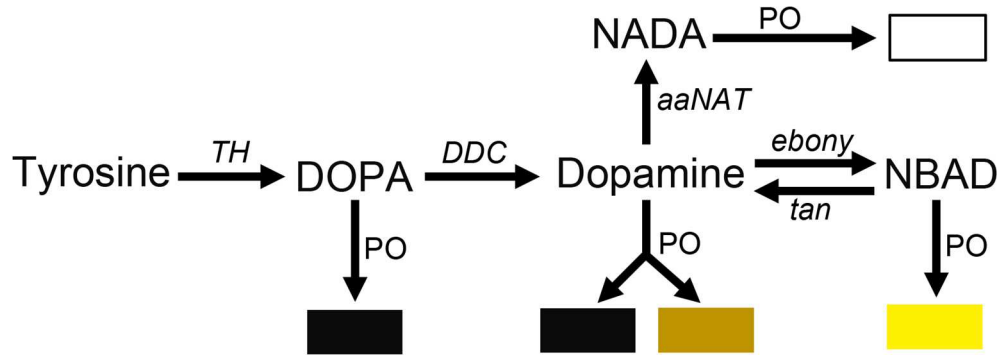 NADA
PO
aaNAT
Tyrosine
TH
DOPA
DDC
Dopamine
ebony
tan
NBAD
PO
PO
PO